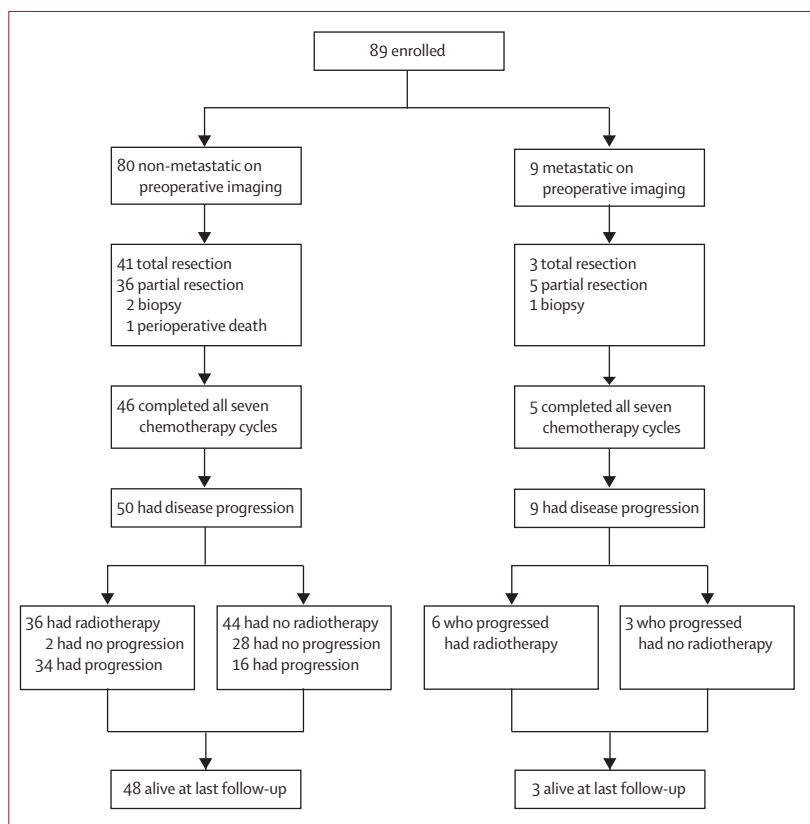 89 enrolled
80 non-metastatic on
preoperative imaging
9 metastatic on
preoperative imaging
41 total resection
36 partial resection
2 biopsy
1 perioperative death
3 total resection
5 partial resection
1 biopsy
46 completed all seven
chemotherapy cycles
5 completed all seven
chemotherapy cycles
50 had disease progression
9 had disease progression
36 had radiotherapy
2 had no progression
34 had progression
44 had no radiotherapy
28 had no progression
16 had progression
6 who progressed
had radiotherapy
3 who progressed
had no radiotherapy
48 alive at last follow-up
3 alive at last follow-up